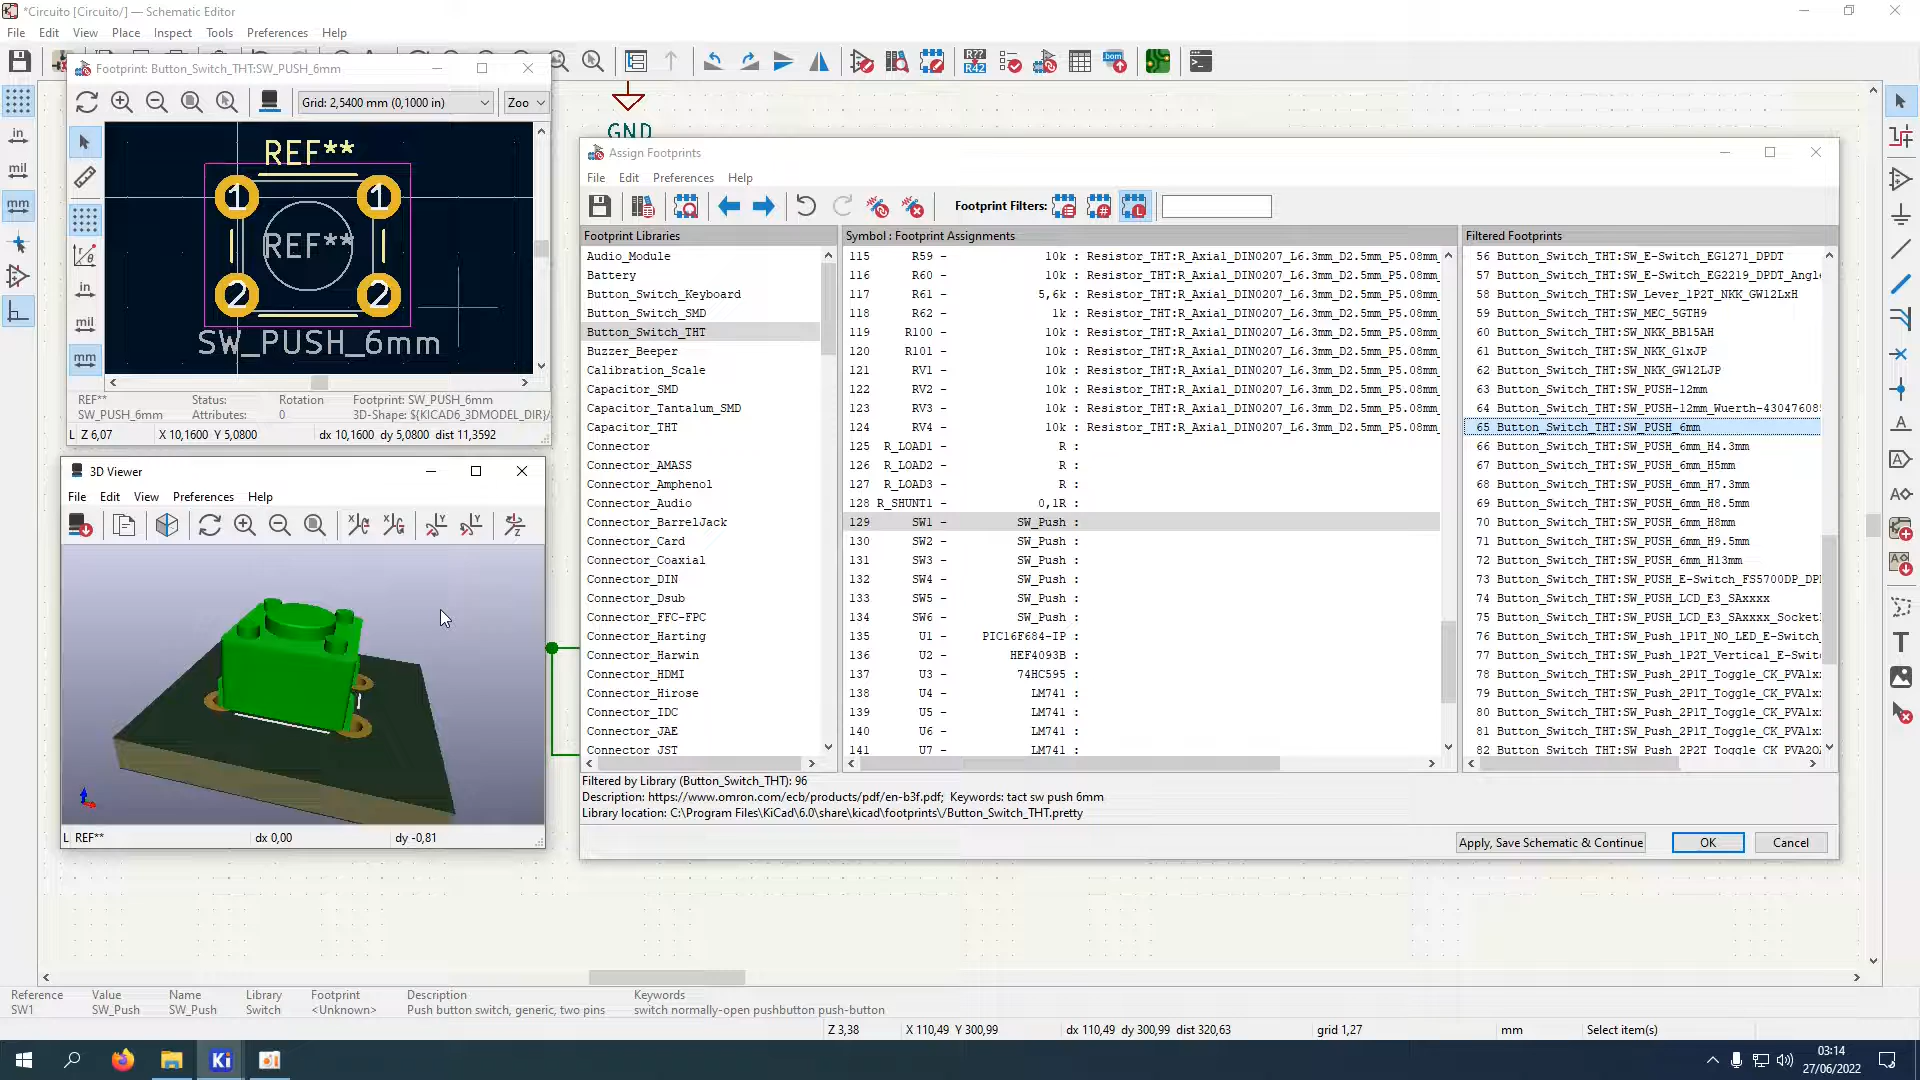 *Circuito [Circuito/] — Schematic Editor
File Edit View Place Inspect Tools Preferences Help
Footprint: Button_Switch_THT:SW_PUSH_6mm
Grid: 2,5400 mm (0,1000 in)
Zoo
in
mil
mm
REF**
1 1
REF**
2 2
SW_PUSH_6mm
in
mil
mm
REF** Status: Rotation Footprint: SW_PUSH_6mm
SW_PUSH_6mm Attributes: 0 3D-Shape: ${KICAD6_3DMODEL_DIR}/
L Z 6,07 X 10,1600 Y 5,0800 dx 10,1600 dy 5,0800 dist 11,3592
3D Viewer
File Edit View Preferences Help
L REF** dx 0,00 dy -0,81
GND
Assign Footprints
File Edit Preferences Help
Footprint Filters:
Footprint Libraries
Audio_Module
Battery
Button_Switch_Keyboard
Button_Switch_SMD
Button_Switch_THT
Buzzer_Beeper
Calibration_Scale
Capacitor_SMD
Capacitor_Tantalum_SMD
Capacitor_THT
Connector
Connector_AMASS
Connector_Amphenol
Connector_Audio
Connector_BarrelJack
Connector_Card
Connector_Coaxial
Connector_DIN
Connector_Dsub
Connector_FFC-FPC
Connector_Harting
Connector_Harwin
Connector_HDMI
Connector_Hirose
Connector_IDC
Connector_JAE
Connector_JST
Symbol : Footprint Assignments
115 R59 - 10k : Resistor_THT:R_Axial_DIN0207_L6.3mm_D2.5mm_P5.08mm_
116 R60 - 10k : Resistor_THT:R_Axial_DIN0207_L6.3mm_D2.5mm_P5.08mm_
117 R61 - 5,6k : Resistor_THT:R_Axial_DIN0207_L6.3mm_D2.5mm_P5.08mm_
118 R62 - 1k : Resistor_THT:R_Axial_DIN0207_L6.3mm_D2.5mm_P5.08mm_
119 R100 - 10k : Resistor_THT:R_Axial_DIN0207_L6.3mm_D2.5mm_P5.08mm_
120 R101 - 10k : Resistor_THT:R_Axial_DIN0207_L6.3mm_D2.5mm_P5.08mm_
121 RV1 - 10k : Resistor_THT:R_Axial_DIN0207_L6.3mm_D2.5mm_P5.08mm_
122 RV2 - 10k : Resistor_THT:R_Axial_DIN0207_L6.3mm_D2.5mm_P5.08mm_
123 RV3 - 10k : Resistor_THT:R_Axial_DIN0207_L6.3mm_D2.5mm_P5.08mm_
124 RV4 - 10k : Resistor_THT:R_Axial_DIN0207_L6.3mm_D2.5mm_P5.08mm_
125 R_LOAD1 - R :
126 R_LOAD2 - R :
127 R_LOAD3 - R :
128 R_SHUNT1 - 0,1R :
129 SW1 - SW_Push :
130 SW2 - SW_Push :
131 SW3 - SW_Push :
132 SW4 - SW_Push :
133 SW5 - SW_Push :
134 SW6 - SW_Push :
135 U1 - PIC16F684-IP :
136 U2 - HEF4093B :
137 U3 - 74HC595 :
138 U4 - LM741 :
139 U5 - LM741 :
140 U6 - LM741 :
141 U7 - LM741 :
Filtered Footprints
56 Button_Switch_THT:SW_E-Switch_EG1271_DPDT
57 Button_Switch_THT:SW_E-Switch_EG2219_DPDT_Angle
58 Button_Switch_THT:SW_Lever_1P2T_NKK_GW12LxH
59 Button_Switch_THT:SW_MEC_5GTH9
60 Button_Switch_THT:SW_NKK_BB15AH
61 Button_Switch_THT:SW_NKK_G1xJP
62 Button_Switch_THT:SW_NKK_GW12LJP
63 Button_Switch_THT:SW_PUSH-12mm
64 Button_Switch_THT:SW_PUSH-12mm_Wuerth-43047608
65 Button_Switch_THT:SW_PUSH_6mm
66 Button_Switch_THT:SW_PUSH_6mm_H4.3mm
67 Button_Switch_THT:SW_PUSH_6mm_H5mm
68 Button_Switch_THT:SW_PUSH_6mm_H7.3mm
69 Button_Switch_THT:SW_PUSH_6mm_H8.5mm
70 Button_Switch_THT:SW_PUSH_6mm_H8mm
71 Button_Switch_THT:SW_PUSH_6mm_H9.5mm
72 Button_Switch_THT:SW_PUSH_6mm_H13mm
73 Button_Switch_THT:SW_PUSH_E-Switch_FS5700DP_DP
74 Button_Switch_THT:SW_PUSH_LCD_E3_SAxxxx
75 Button_Switch_THT:SW_PUSH_LCD_E3_SAxxxx_Socket
76 Button_Switch_THT:SW_Push_1P1T_NO_LED_E-Switch_
77 Button_Switch_THT:SW_Push_1P2T_Vertical_E-Swit
78 Button_Switch_THT:SW_Push_2P1T_Toggle_CK_PVA1x
79 Button_Switch_THT:SW_Push_2P1T_Toggle_CK_PVA1x
80 Button_Switch_THT:SW_Push_2P1T_Toggle_CK_PVA1x
81 Button_Switch_THT:SW_Push_2P1T_Toggle_CK_PVA1x
82 Button_Switch_THT:SW_Push_2P2T_Toggle_CK_PVA2O
Filtered by Library (Button_Switch_THT): 96
Description: https://www.omron.com/ecb/products/pdf/en-b3f.pdf; Keywords: tact sw push 6mm
Library location: C:\Program Files\KiCad\6.0\share\kicad\footprints\/Button_Switch_THT.pretty
Apply, Save Schematic & Continue OK Cancel
Reference Value Name Library Footprint Description Keywords
SW1 SW_Push SW_Push Switch <Unknown> Push button switch, generic, two pins switch normally-open pushbutton push-button
Z 3,38 X 110,49 Y 300,99 dx 110,49 dy 300,99 dist 320,63 grid 1,27 mm Select item(s)
03:14
27/06/2022